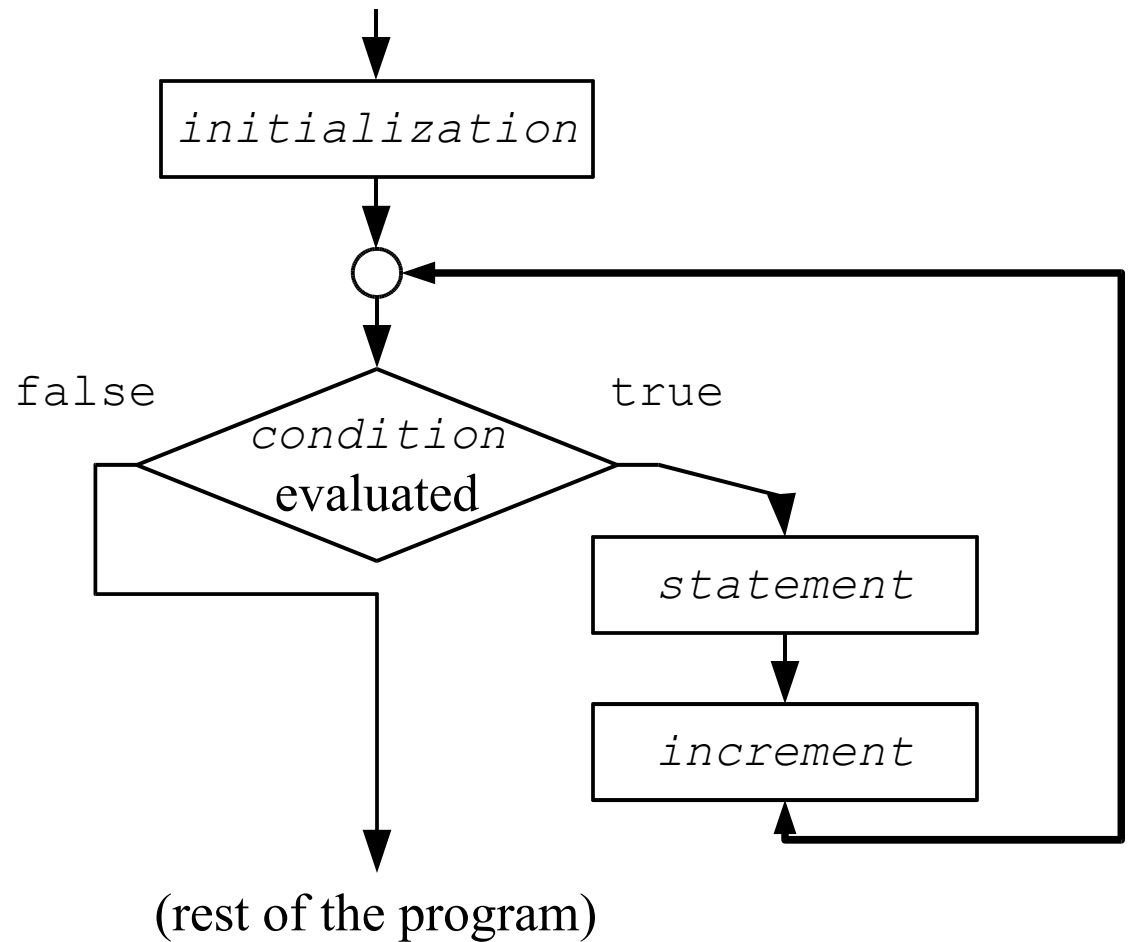 initialization
false
true
condition
evaluated
statement
increment
(rest of the program)